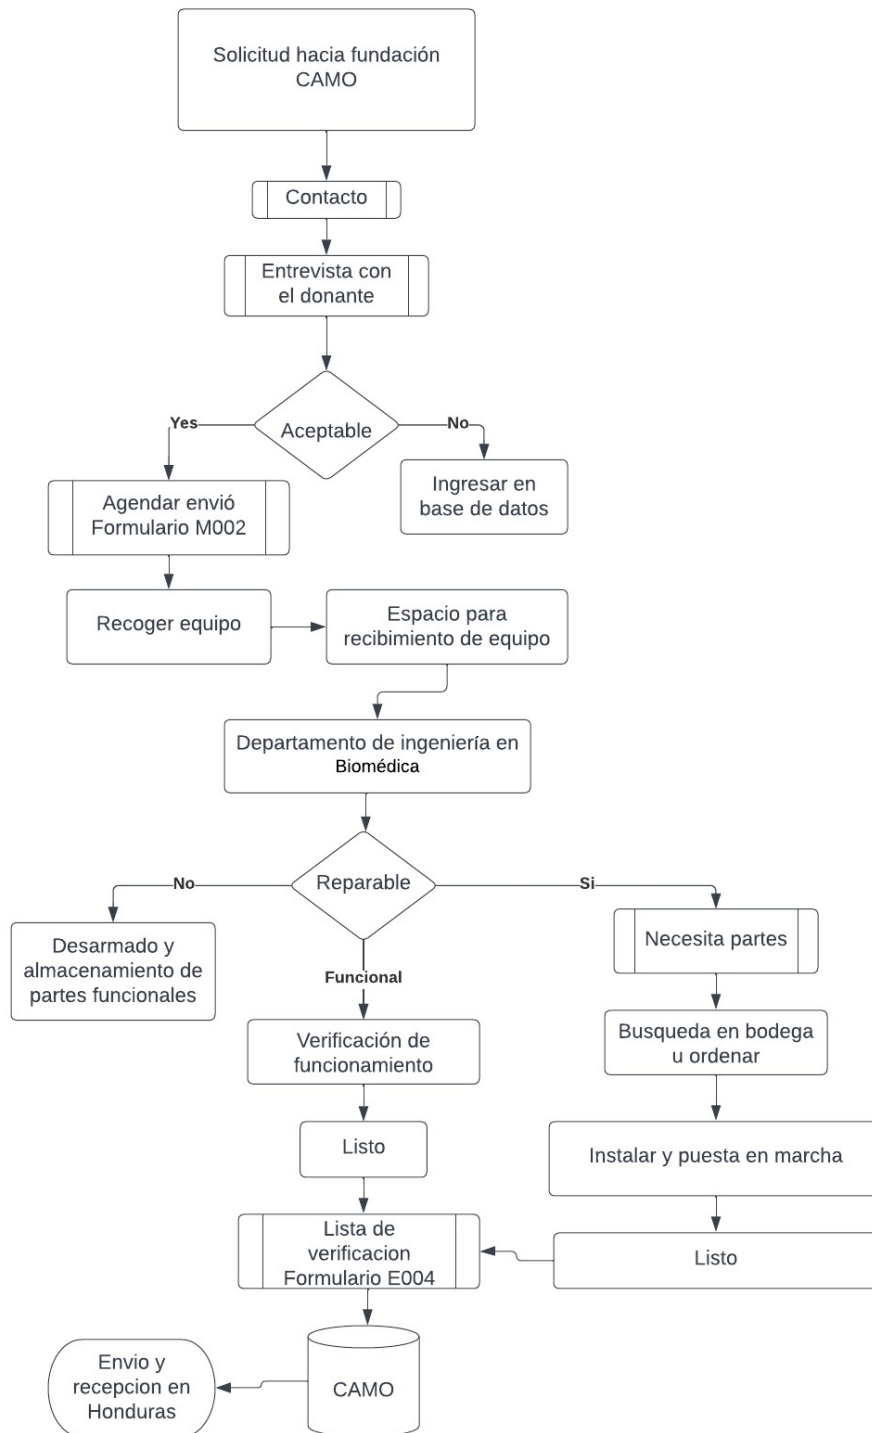 Solicitud hacia fundación
CAMO
Contacto
Entrevista con
el donante
Aceptable
Yes
No
Agendar envió
Formulario M002
Ingresar en
base de datos
Recoger equipo
Espacio para
recibimiento de equipo
Departamento de ingeniería en
Biomédica
Reparable
No
Si
Funcional
Desarmado y
almacenamiento de
partes funcionales
Necesita partes
Verificación de
funcionamiento
Busqueda en bodega
u ordenar
Listo
Instalar y puesta en marcha
Lista de
verificacion
Formulario E004
Listo
CAMO
Envio y
recepcion en
Honduras